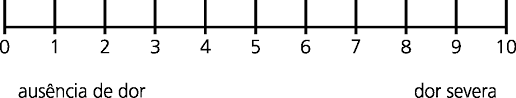 0 1 2 3 4 5 6 7 8 9 10
ausência de dor dor severa